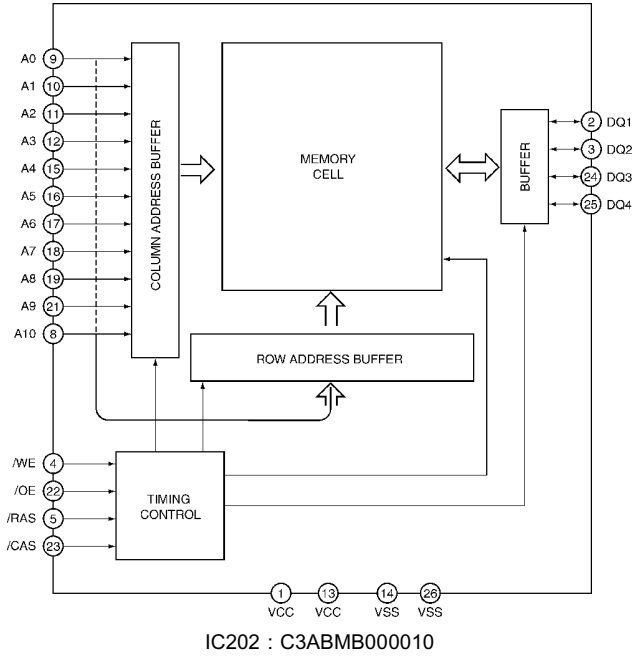 A0 9
A1 10
A2 11
A3 12
A4 15
A5 16
A6 17
A7 18
A8 19
A9 21
A10 8
COLUMN ADDRESS BUFFER
MEMORY
CELL
BUFFER
2 DQ1
3 DQ2
24 DQ3
25 DQ4
ROW ADDRESS BUFFER
/WE 4
/OE 22
/RAS 5
/CAS 23
TIMING
CONTROL
1 13 14 26
VCC VCC VSS VSS
IC202 : C3ABMB000010